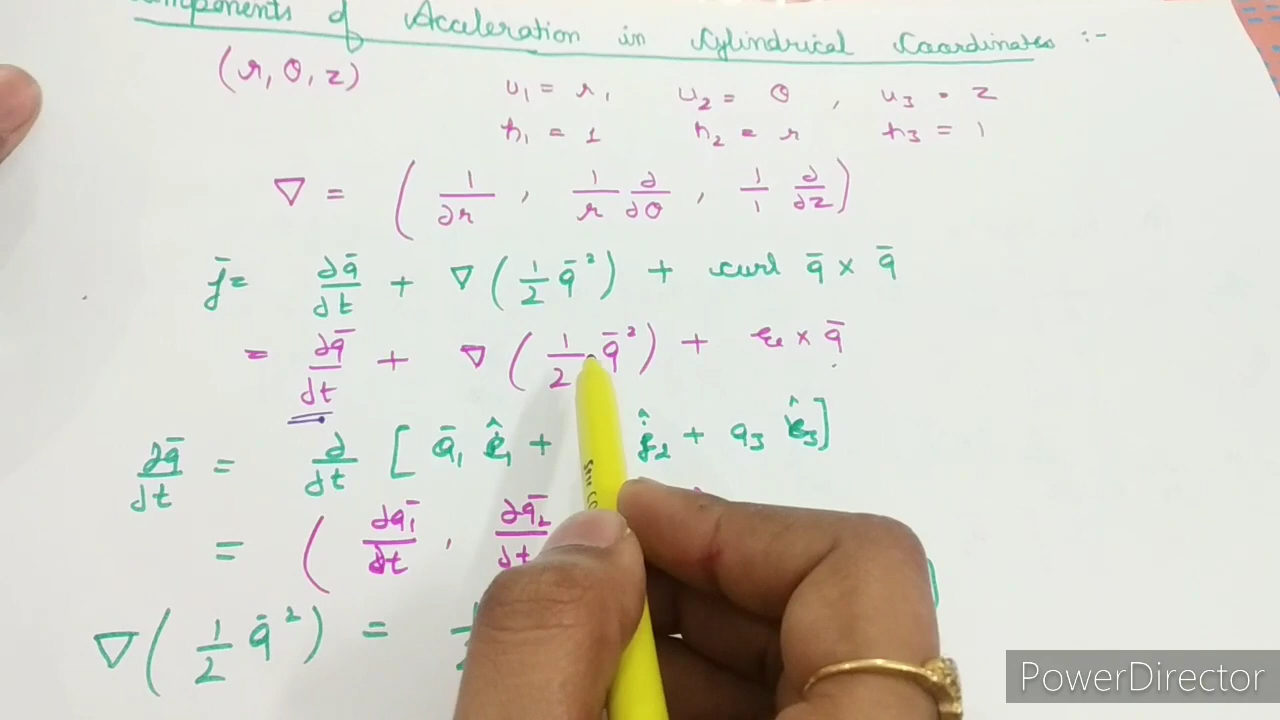 Components of Acceleration in Cylindrical Coordinates :-
(r, θ, z) u₁ = r, u₂ = θ , u₃ = z
h₁ = 1 h₂ = r h₃ = 1
∇ = ( 1/∂r , 1/r ∂/∂θ , 1/1 ∂/∂z )
f̄ = ∂q̄/∂t + ∇( 1/2 q̄² ) + curl q̄ × q̄
= ∂q̄/∂t + ∇( 1/2 q̄² ) + × q̄
∂q̄/∂t = ∂/∂t [ q̄₁ ê₁ + ê₂ + q₃ ê₃ ]
= ( ∂q̄₁/∂t , ∂q̄₂/∂t
∇( 1/2 q̄² ) =
PowerDirector